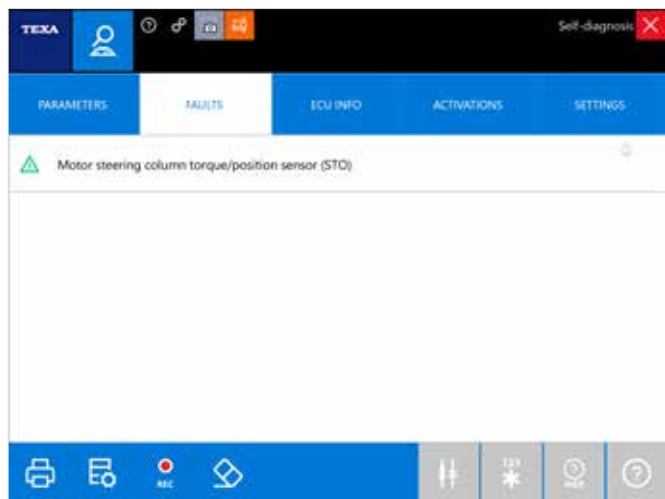 TEXA
Self-diagnosis
PARAMETERS
FAULTS
ECU INFO
ACTIVATIONS
SETTINGS
Motor steering column torque/position sensor (STO)
REC